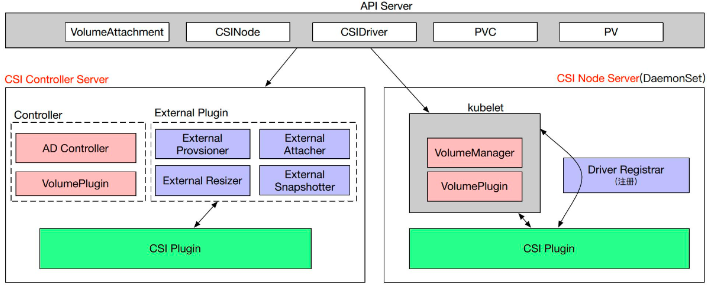 API Server
VolumeAttachment
CSINode
CSIDriver
PVC
PV
CSI Controller Server
CSI Node Server(DaemonSet)
Controller
External Plugin
kubelet
AD Controller
External
Provsioner
External
Attacher
VolumeManager
VolumePlugin
External Resizer
External
Snapshotter
VolumePlugin
Driver Registrar
(注册)
CSI Plugin
CSI Plugin